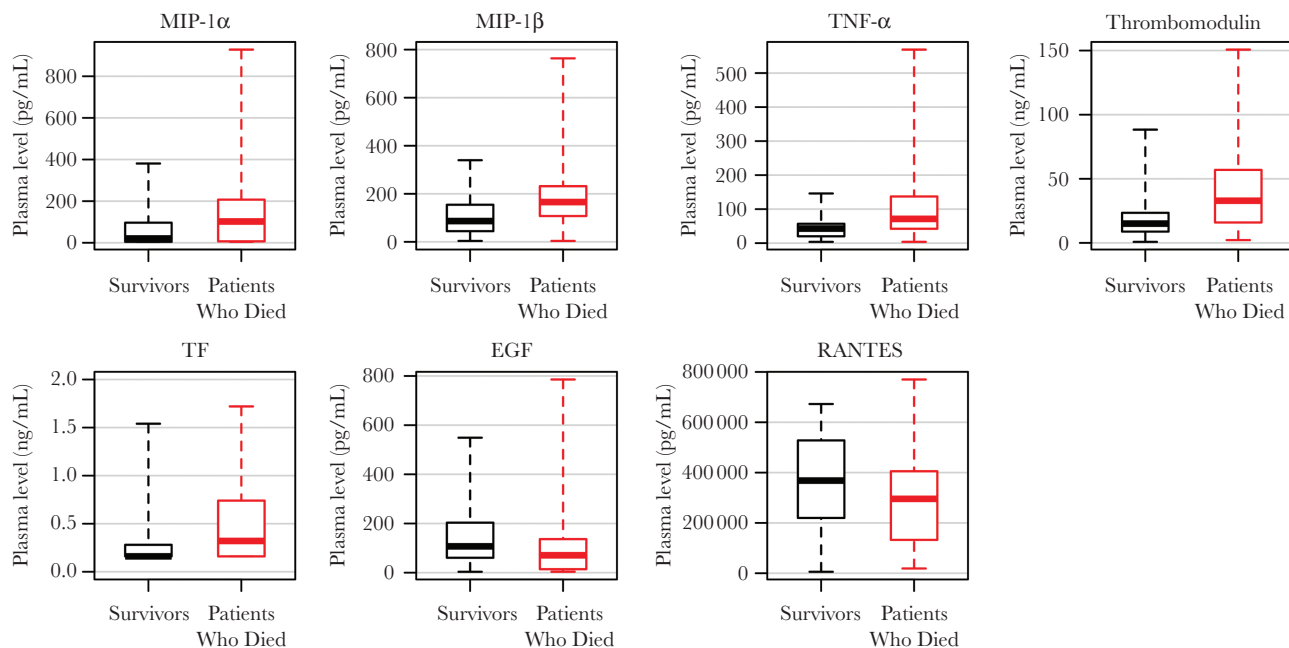 MIP-1α
Plasma level (pg/mL)
800
600
400
200
0
Survivors
Patients
Who Died
MIP-1β
Plasma level (pg/mL)
800
600
400
200
0
Survivors
Patients
Who Died
TNF-α
Plasma level (pg/mL)
500
400
300
200
100
0
Survivors
Patients
Who Died
Thrombomodulin
Plasma level (ng/mL)
150
100
50
0
Survivors
Patients
Who Died
TF
Plasma level (ng/mL)
2.0
1.5
1.0
0.5
0.0
Survivors
Patients
Who Died
EGF
Plasma level (pg/mL)
800
600
400
200
0
Survivors
Patients
Who Died
RANTES
Plasma level (pg/mL)
800 000
600 000
400 000
200 000
0
Survivors
Patients
Who Died